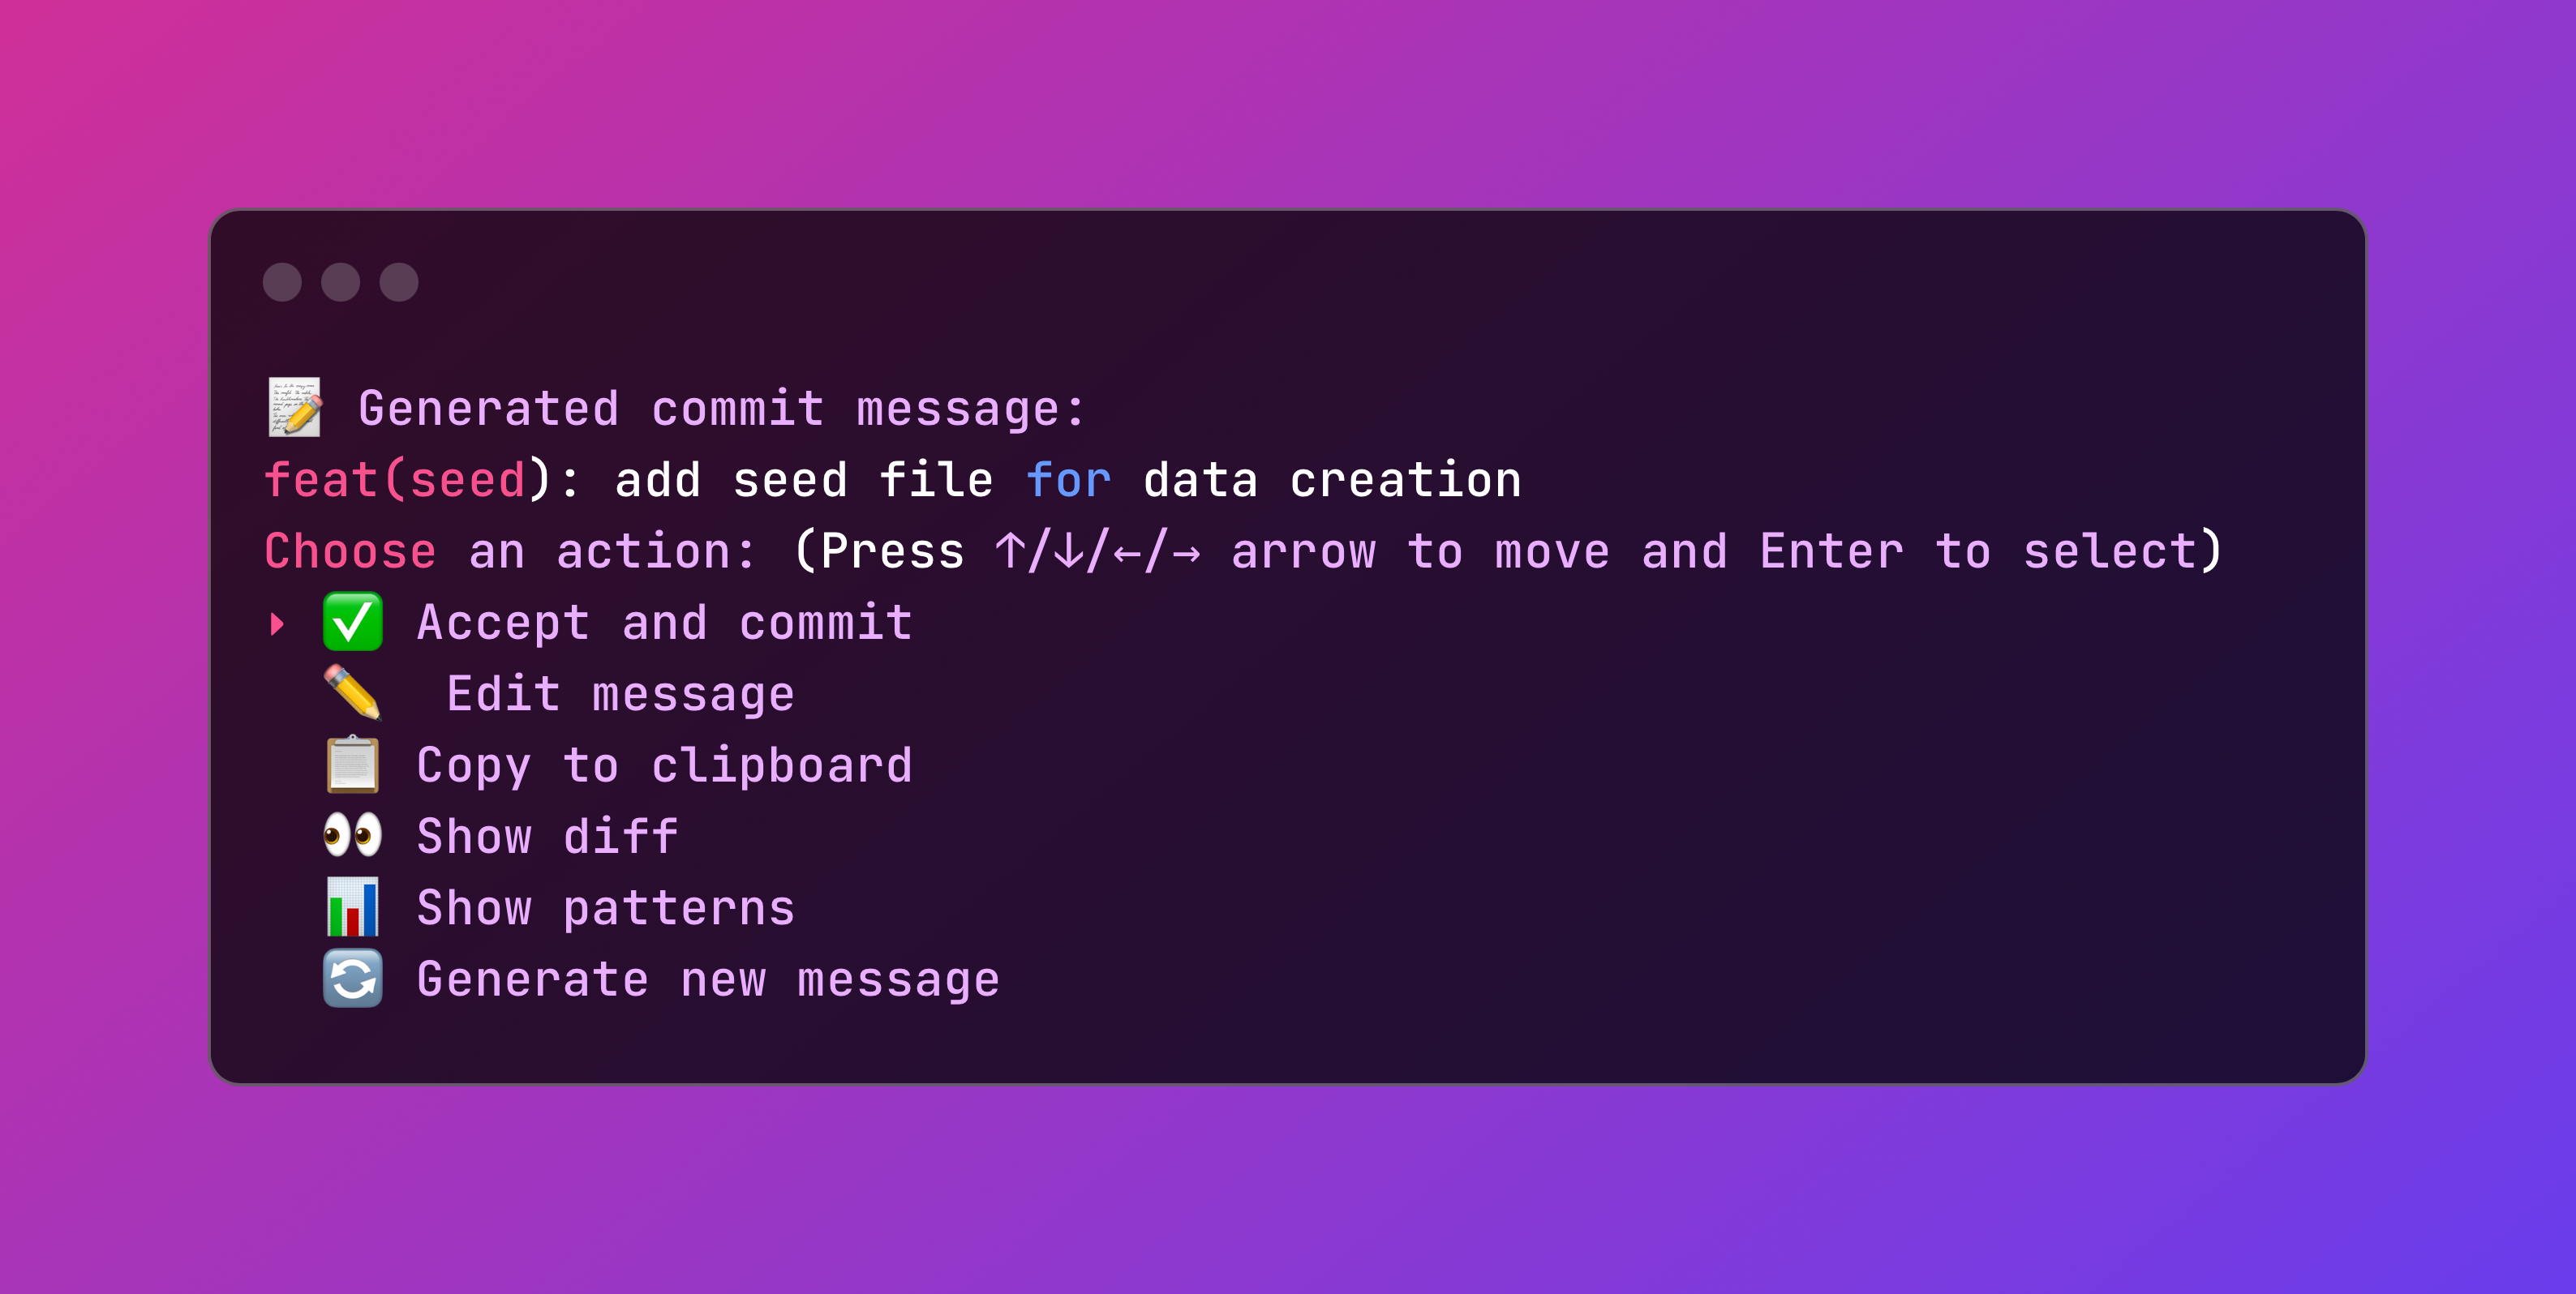 📝 Generated commit message:
feat(seed): add seed file for data creation
Choose an action: (Press ↑/↓/←/→ arrow to move and Enter to select)
▸ ✅ Accept and commit
✏️ Edit message
📋 Copy to clipboard
👀 Show diff
📊 Show patterns
🔄 Generate new message